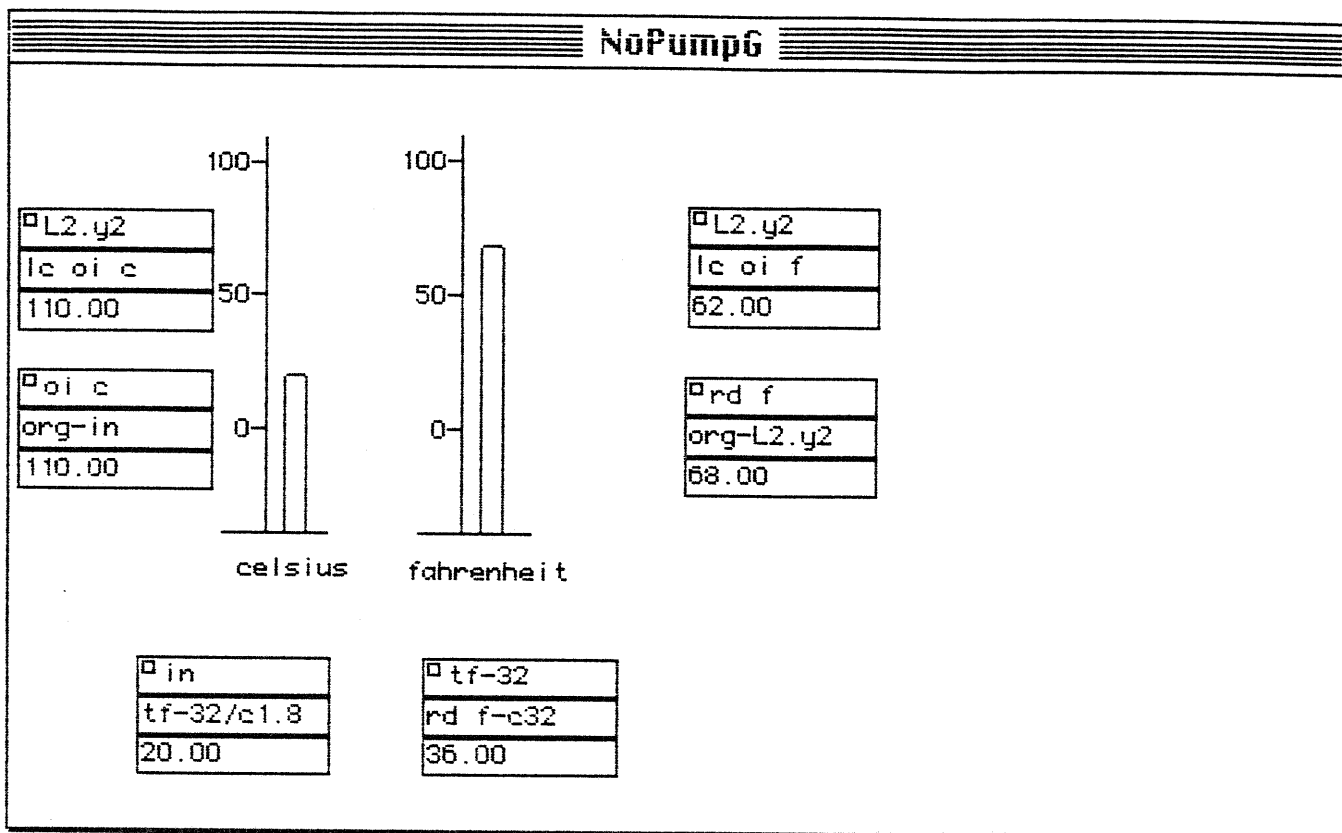 NoPumpG
100
50
0
100
50
0
celsius
fahrenheit
L2.y2
lc oi c
110.00
oi c
org-in
110.00
L2.y2
lc oi f
62.00
rd f
org-L2.y2
68.00
in
tf-32/c1.8
20.00
tf-32
rd f-c32
36.00